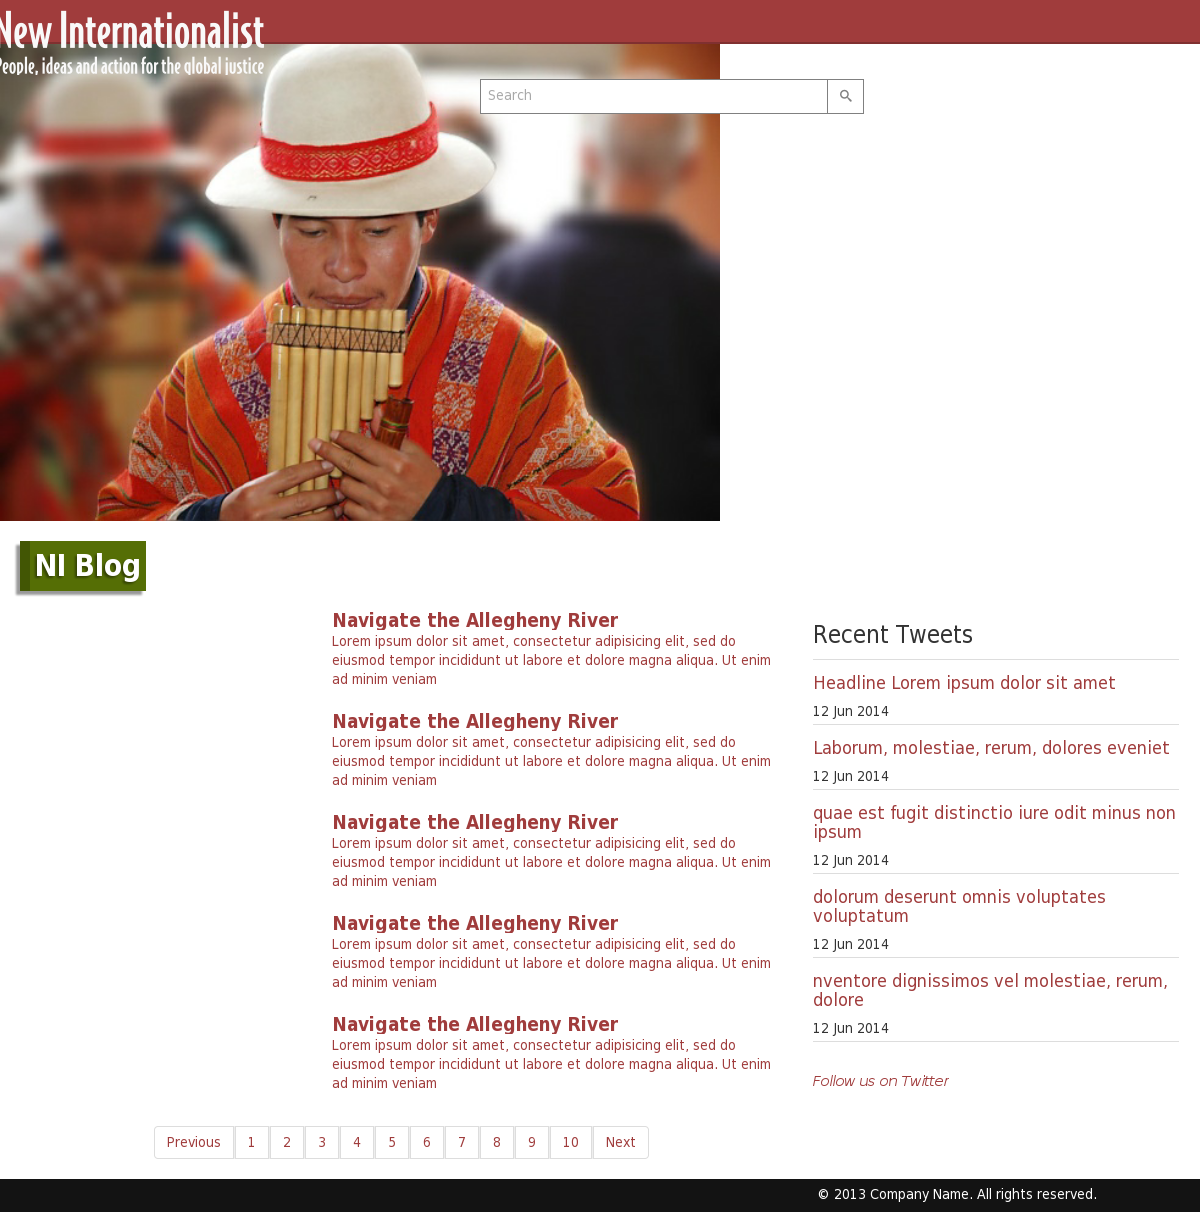 New Internationalist
People, ideas and action for the global justice
Search
NI Blog
Navigate the Allegheny River
Lorem ipsum dolor sit amet, consectetur adipisicing elit, sed do
eiusmod tempor incididunt ut labore et dolore magna aliqua. Ut enim
ad minim veniam
Navigate the Allegheny River
Lorem ipsum dolor sit amet, consectetur adipisicing elit, sed do
eiusmod tempor incididunt ut labore et dolore magna aliqua. Ut enim
ad minim veniam
Navigate the Allegheny River
Lorem ipsum dolor sit amet, consectetur adipisicing elit, sed do
eiusmod tempor incididunt ut labore et dolore magna aliqua. Ut enim
ad minim veniam
Navigate the Allegheny River
Lorem ipsum dolor sit amet, consectetur adipisicing elit, sed do
eiusmod tempor incididunt ut labore et dolore magna aliqua. Ut enim
ad minim veniam
Navigate the Allegheny River
Lorem ipsum dolor sit amet, consectetur adipisicing elit, sed do
eiusmod tempor incididunt ut labore et dolore magna aliqua. Ut enim
ad minim veniam
Recent Tweets
Headline Lorem ipsum dolor sit amet
12 Jun 2014
Laborum, molestiae, rerum, dolores eveniet
12 Jun 2014
quae est fugit distinctio iure odit minus non
ipsum
12 Jun 2014
dolorum deserunt omnis voluptates
voluptatum
12 Jun 2014
nventore dignissimos vel molestiae, rerum,
dolore
12 Jun 2014
Follow us on Twitter
Previous 1 2 3 4 5 6 7 8 9 10 Next
© 2013 Company Name. All rights reserved.